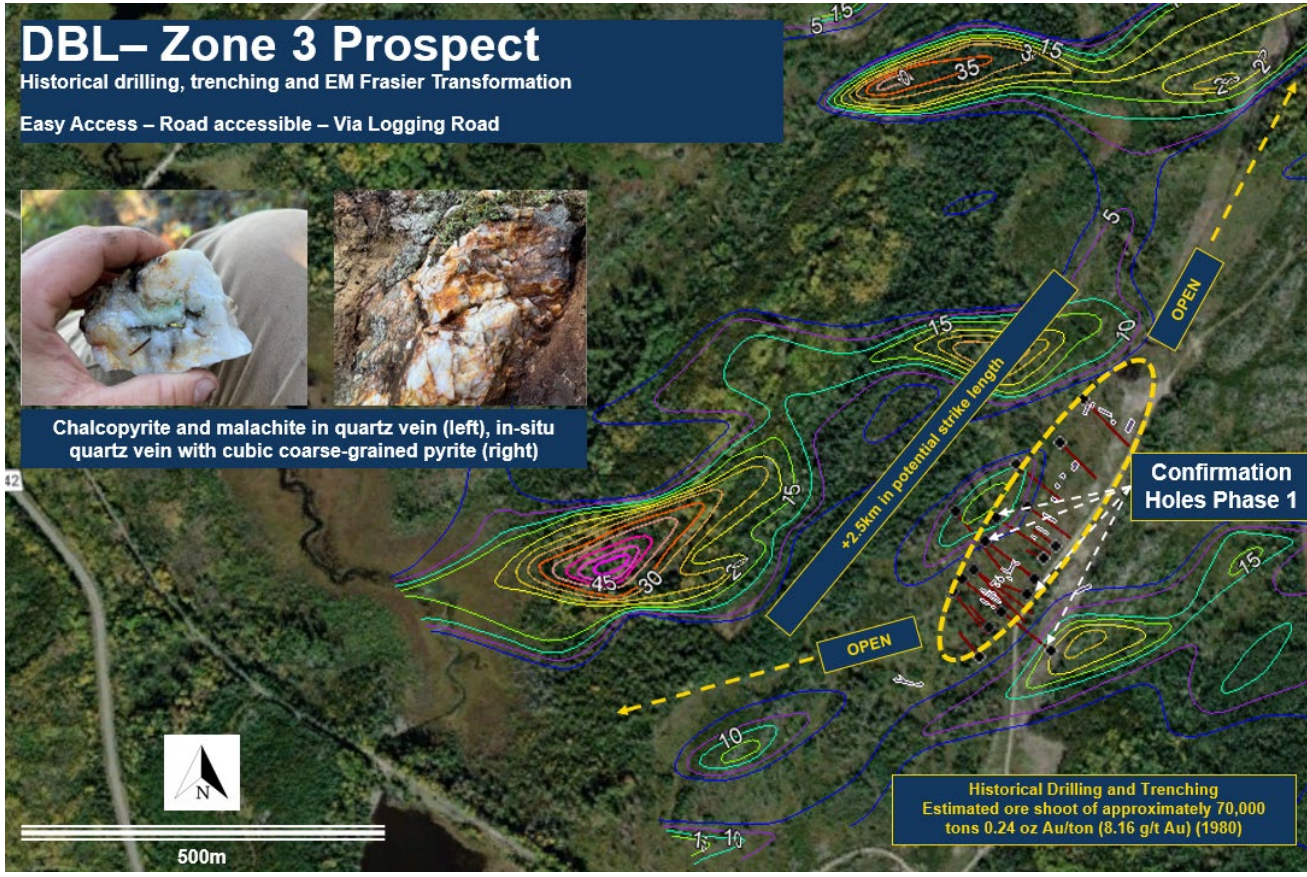 DBL– Zone 3 Prospect
Historical drilling, trenching and EM Frasier Transformation
Easy Access – Road accessible – Via Logging Road
Chalcopyrite and malachite in quartz vein (left), in-situ
quartz vein with cubic coarse-grained pyrite (right)
5 15
35
15
5
OPEN
15
10
+2.5km in potential strike length
Confirmation
Holes Phase 1
42
15
45
30
15
OPEN
10
N
500m
10
Historical Drilling and Trenching
Estimated ore shoot of approximately 70,000
tons 0.24 oz Au/ton (8.16 g/t Au) (1980)